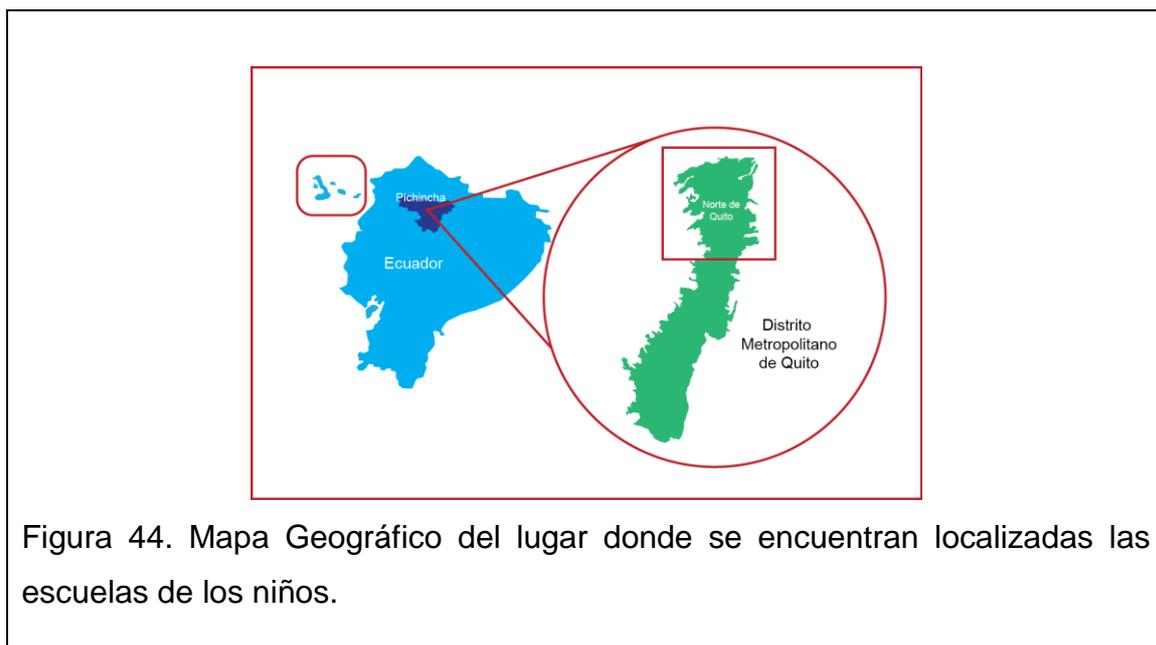 Pichincha
Ecuador
Norte de
Quito
Distrito
Metropolitano
de Quito
Figura 44. Mapa Geográfico del lugar donde se encuentran localizadas las
escuelas de los niños.